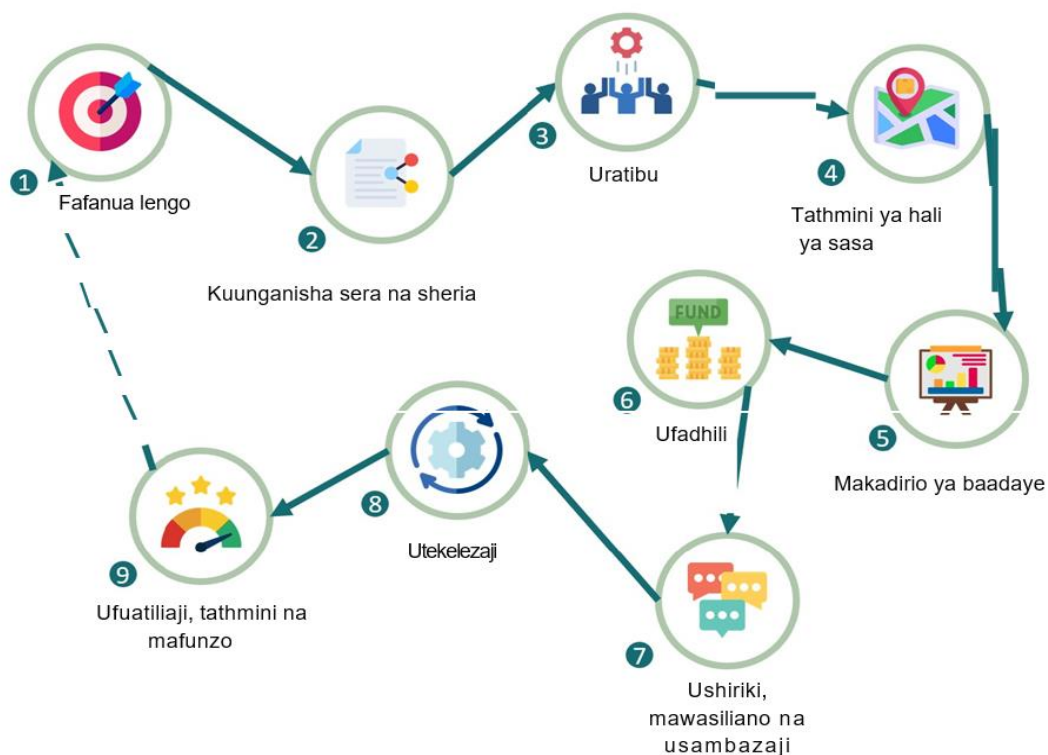 1
Fafanua lengo
2
Kuunganisha sera na sheria
3
Uratibu
4
Tathmini ya hali
ya sasa
5
Makadirio ya baadaye
FUND
6
Ufadhili
7
Ushiriki,
mawasiliano na
usambazaji
8
Utekelezaji
9
Ufuatiliaji, tathmini na
mafunzo